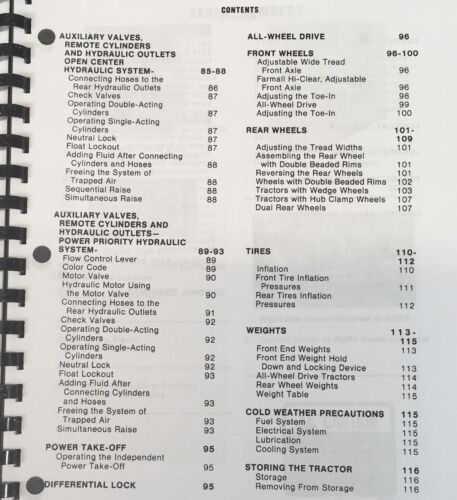 CONTENTS
AUXILIARY VALVES,
REMOTE CYLINDERS
AND HYDRAULIC OUTLETS
OPEN CENTER
HYDRAULIC SYSTEM- 85-88
Connecting Hoses to the
Rear Hydraulic Outlets 86
Check Valves 87
Operating Double-Acting
Cylinders 87
Operating Single-Acting
Cylinders 87
Neutral Lock 87
Float Lockout 87
Adding Fluid After Connecting
Cylinders and Hoses 88
Freeing the System of
Trapped Air 88
Sequential Raise 88
Simultaneous Raise 88
AUXILIARY VALVES,
REMOTE CYLINDERS AND
HYDRAULIC OUTLETS—
POWER PRIORITY HYDRAULIC
SYSTEM- 89-93
Flow Control Lever 89
Color Code 89
Motor Valve 90
Hydraulic Motor Using
the Motor Valve 90
Connecting Hoses to the
Rear Hydraulic Outlets 91
Check Valves 92
Operating Double-Acting
Cylinders 92
Operating Single-Acting
Cylinders 92
Neutral Lock 92
Float Lockout 93
Adding Fluid After
Connecting Cylinders
and Hoses 93
Freeing the System of
Trapped Air 93
Simultaneous Raise 93
POWER TAKE-OFF 95
Operating the Independent
Power Take-Off 95
DIFFERENTIAL LOCK 95
ALL-WHEEL DRIVE 96
FRONT WHEELS 96-100
Adjustable Wide Tread
Front Axle 96
Farmall Hi-Clear, Adjustable
Front Axle 96
Adjusting the Toe-In 98
All-Wheel Drive 99
Adjusting the Toe-In 100
REAR WHEELS 101-
109
Adjusting the Tread Widths 101
Assembling the Rear Wheel
with Double Beaded Rims 101
Reversing the Rear Wheels 101
Wheels with Double Beaded Rims 102
Tractors with Wedge Wheels 103
Tractors with Hub Clamp Wheels 107
Dual Rear Wheels 107
TIRES 110-
112
Inflation 110
Front Tire Inflation
Pressures 111
Rear Tires Inflation
Pressures 112
WEIGHTS 113-
115
Front End Weights 113
Front End Weight Hold
Down and Locking Device 113
All-Wheel Drive Tractors 114
Rear Wheel Weights 114
Weight Table 115
COLD WEATHER PRECAUTIONS 115
Fuel System 115
Electrical System 115
Lubrication 115
Cooling System 115
STORING THE TRACTOR 116
Storage 116
Removing From Storage 116